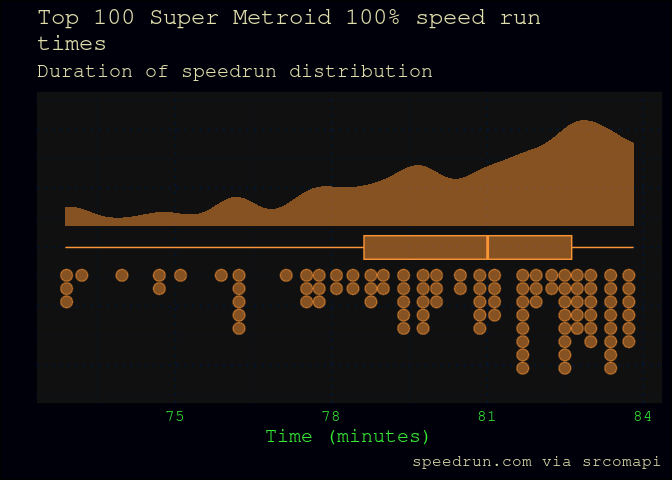 Top 100 Super Metroid 100% speed run
times
Duration of speedrun distribution
75 78 81 84
Time (minutes)
speedrun.com via srcomapi